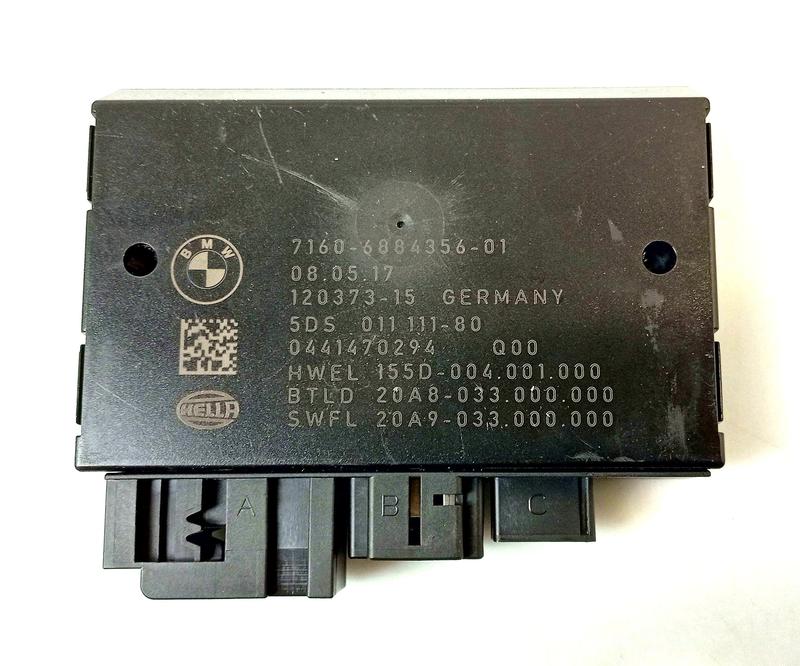 BMW
7160-6884356-01
08.05.17
120373-15 GERMANY
5DS 011 111-80
0441470294 Q00
HWEL 155D-004.001.000
BTLD 20A8-033.000.000
HELLA
SWFL 20A9-033.000.000
A
B
C